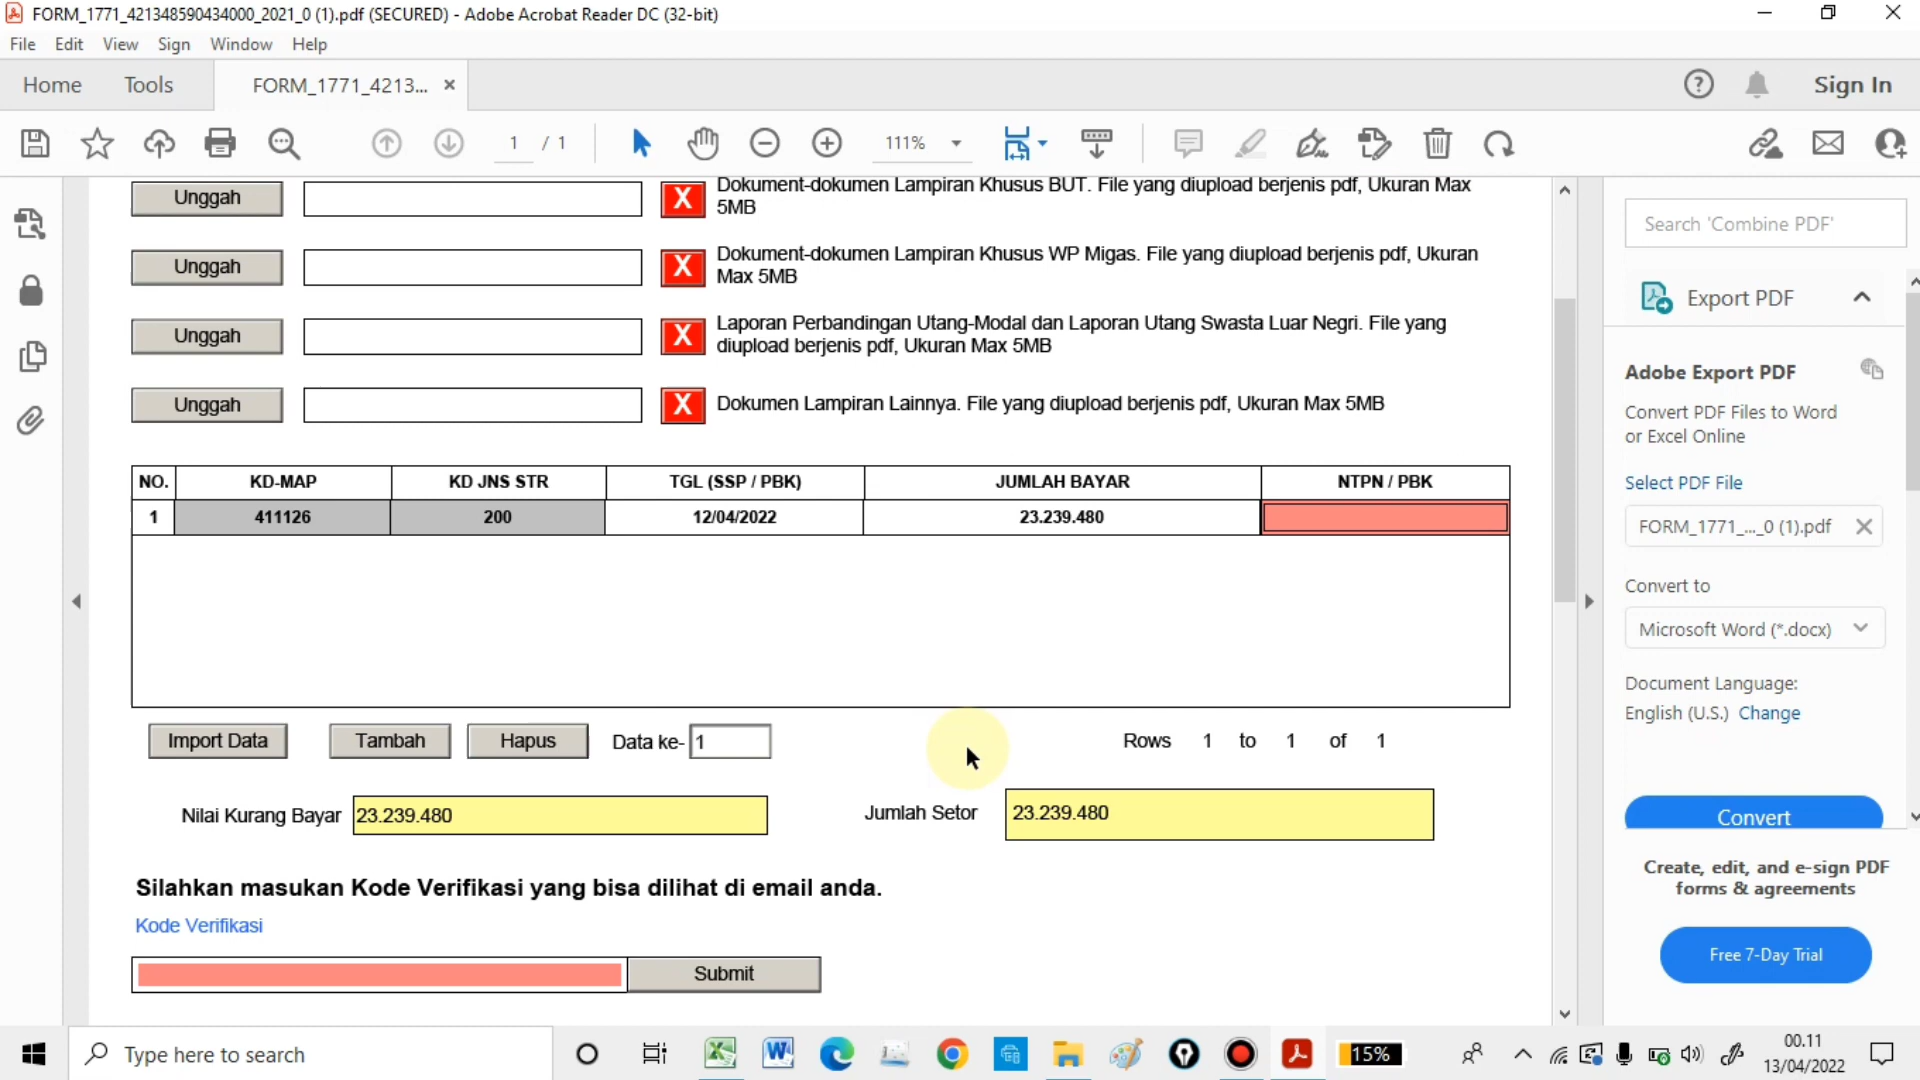 FORM_1771_421348590434000_2021_0 (1).pdf (SECURED) - Adobe Acrobat Reader DC (32-bit)
File Edit View Sign Window Help
Home Tools FORM_1771_4213... × Sign In
1 / 1 111%
Unggah X Dokument-dokumen Lampiran Khusus BUT. File yang diupload berjenis pdf, Ukuran Max
5MB
Unggah X Dokument-dokumen Lampiran Khusus WP Migas. File yang diupload berjenis pdf, Ukuran
Max 5MB
Unggah X Laporan Perbandingan Utang-Modal dan Laporan Utang Swasta Luar Negri. File yang
diupload berjenis pdf, Ukuran Max 5MB
Unggah X Dokumen Lampiran Lainnya. File yang diupload berjenis pdf, Ukuran Max 5MB
NO. KD-MAP KD JNS STR TGL (SSP / PBK) JUMLAH BAYAR NTPN / PBK
1 411126 200 12/04/2022 23.239.480
Import Data Tambah Hapus Data ke- 1 Rows 1 to 1 of 1
Nilai Kurang Bayar 23.239.480 Jumlah Setor 23.239.480
Silahkan masukan Kode Verifikasi yang bisa dilihat di email anda.
Kode Verifikasi
Submit
Search 'Combine PDF'
Export PDF
Adobe Export PDF
Convert PDF Files to Word
or Excel Online
Select PDF File
FORM_1771_..._0 (1).pdf ×
Convert to
Microsoft Word (*.docx)
Document Language:
English (U.S.) Change
Convert
Create, edit, and e-sign PDF
forms & agreements
Free 7-Day Trial
Type here to search
15%
00.11
13/04/2022